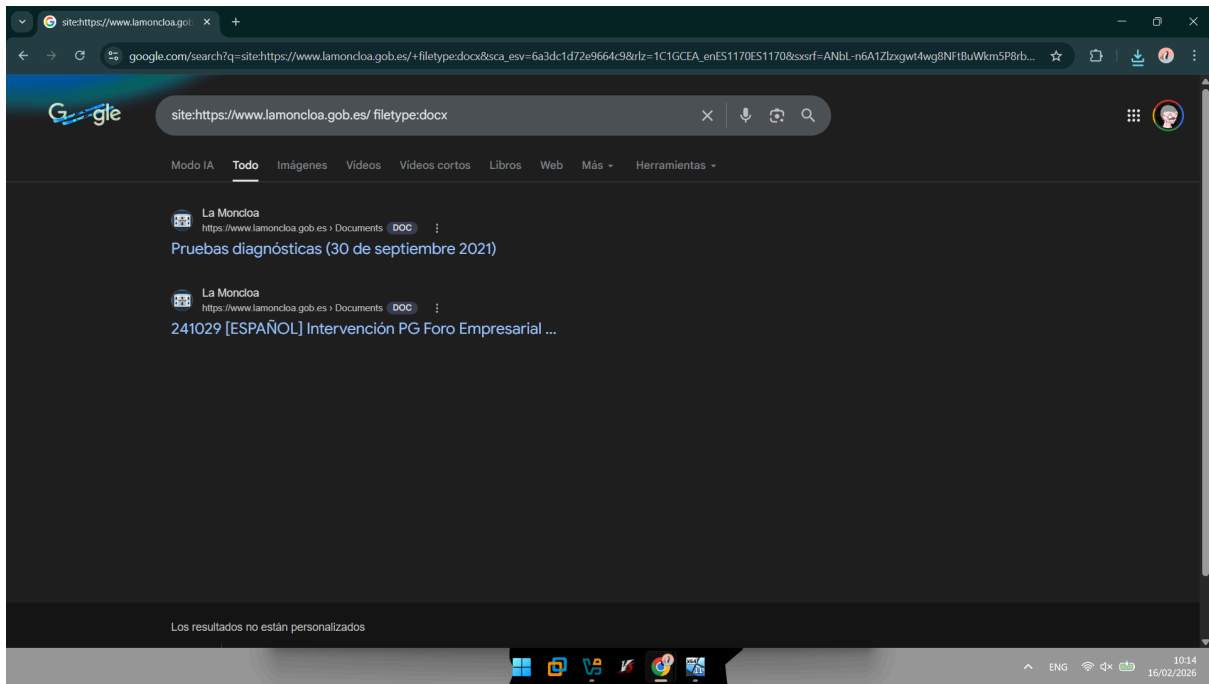 site:https://www.lamoncloa.gob
google.com/search?q=site:https://www.lamoncloa.gob.es/+filetype:docx&sca_esv=6a3dc1d72e9664c9&rlz=1C1GCEA_enES1170ES1170&sxsrf=ANbL-n6A1Zlzxgwt4wg8NFtBuWkm5P8rb...
Google
site:https://www.lamoncloa.gob.es/ filetype:docx
Modo IA Todo Imágenes Vídeos Vídeos cortos Libros Web Más Herramientas
La Moncloa
https://www.lamoncloa.gob.es › Documents DOC
Pruebas diagnósticas (30 de septiembre 2021)
La Moncloa
https://www.lamoncloa.gob.es › Documents DOC
241029 [ESPAÑOL] Intervención PG Foro Empresarial ...
Los resultados no están personalizados
ENG
10:14
16/02/2026